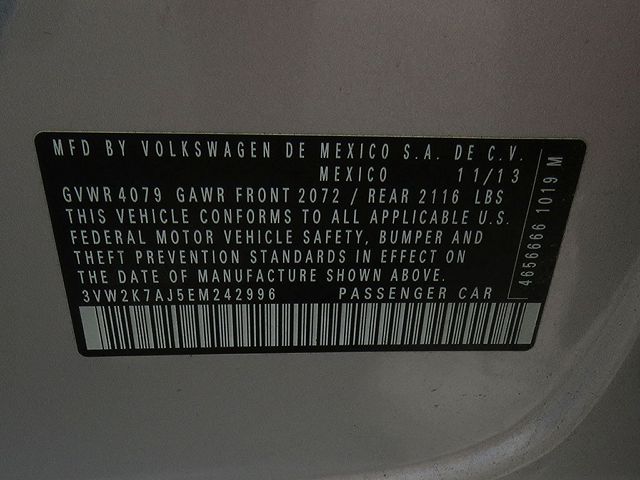 MFD BY VOLKSWAGEN DE MEXICO S.A. DE C.V.
MEXICO 11/13
GVWR 4079 GAWR FRONT 2072 / REAR 2116 LBS
THIS VEHICLE CONFORMS TO ALL APPLICABLE U.S.
FEDERAL MOTOR VEHICLE SAFETY, BUMPER AND
THEFT PREVENTION STANDARDS IN EFFECT ON
THE DATE OF MANUFACTURE SHOWN ABOVE.
3VW2K7AJ5EM242996 PASSENGER CAR
4656666 1019 M